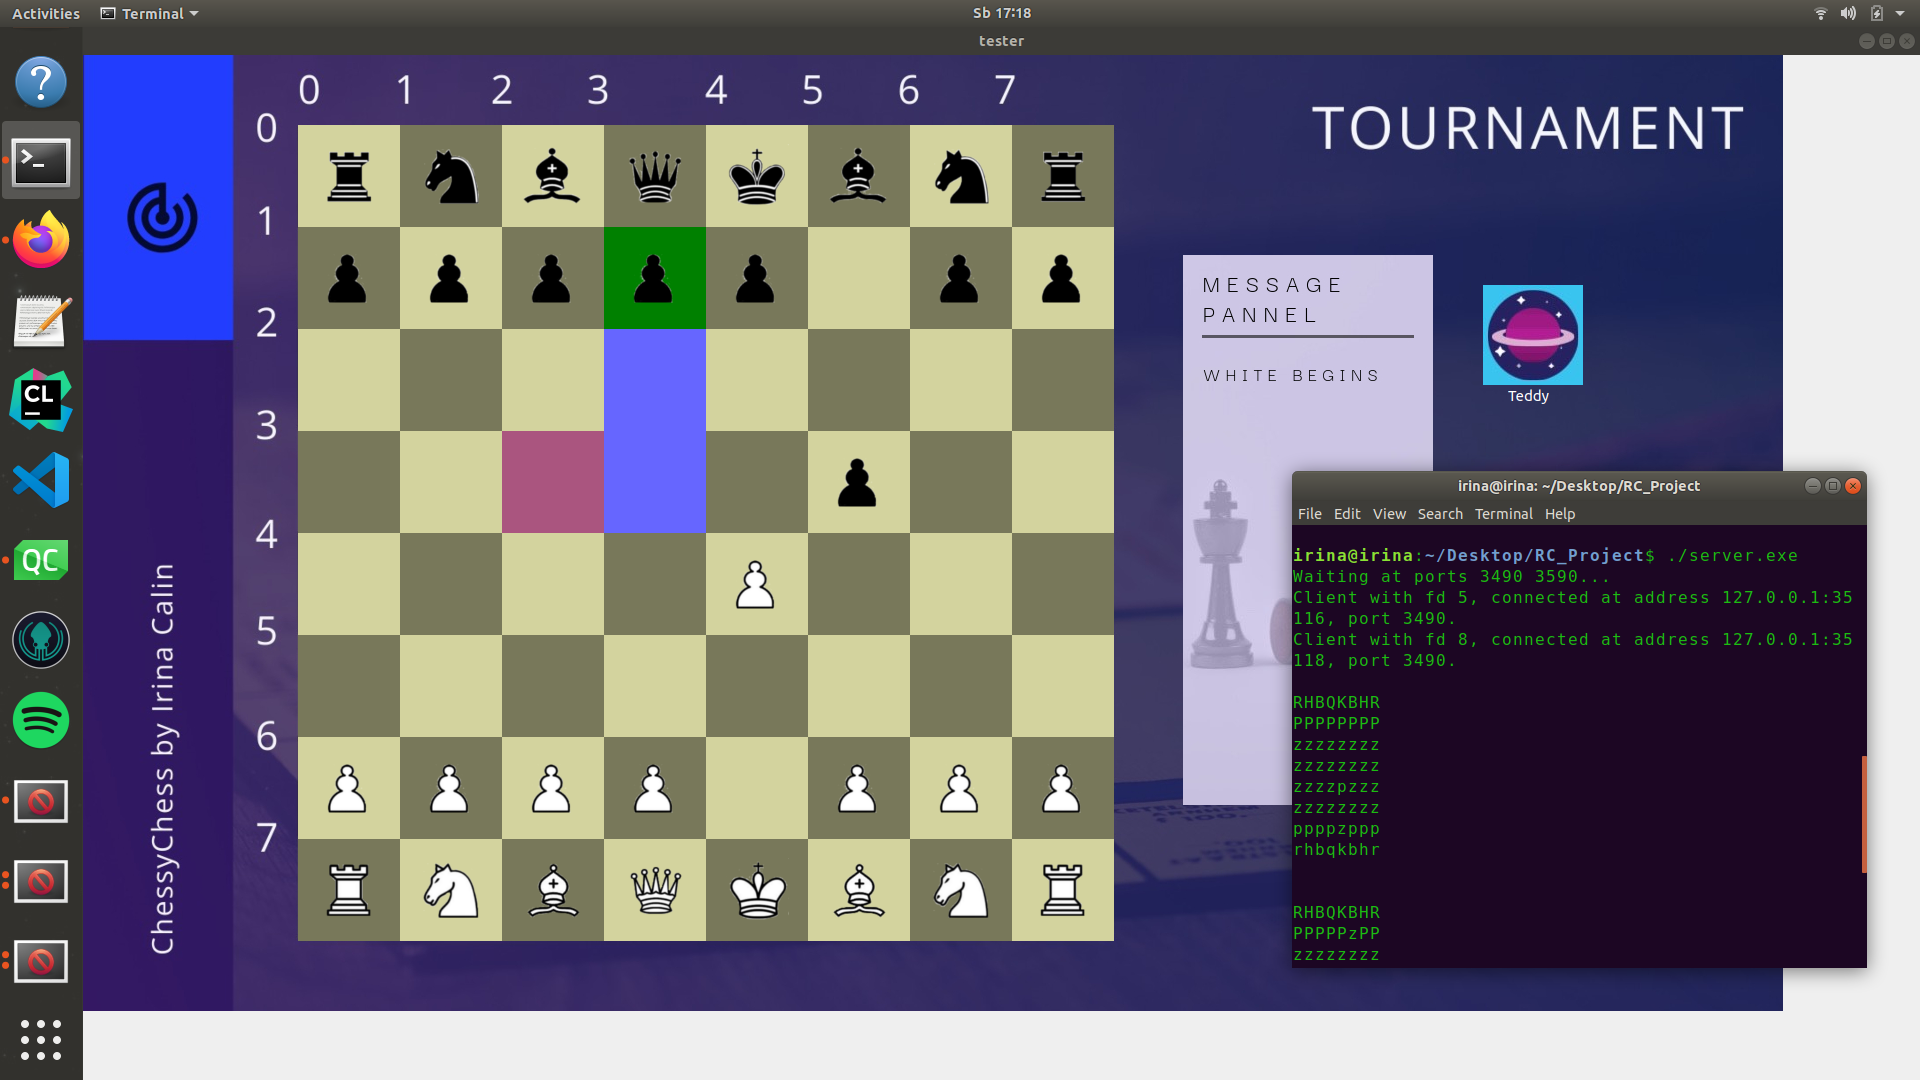 Activities
Terminal
Sb 17:18
tester
0 1 2 3 4 5 6 7
TOURNAMENT
0
1
2
3
4
5
6
7
ChessyChess by Irina Calin
MESSAGE
PANNEL
WHITE BEGINS
Teddy
CL
QC
irina@irina: ~/Desktop/RC_Project
File Edit View Search Terminal Help
irina@irina:~/Desktop/RC_Project$ ./server.exe
Waiting at ports 3490 3590...
Client with fd 5, connected at address 127.0.0.1:35
116, port 3490.
Client with fd 8, connected at address 127.0.0.1:35
118, port 3490.
RHBQKBHR
PPPPPPPP
zzzzzzzz
zzzzzzzz
zzzzpzzz
zzzzzzzz
ppppzppp
rhbqkbhr
RHBQKBHR
PPPPPzPP
zzzzzzzz